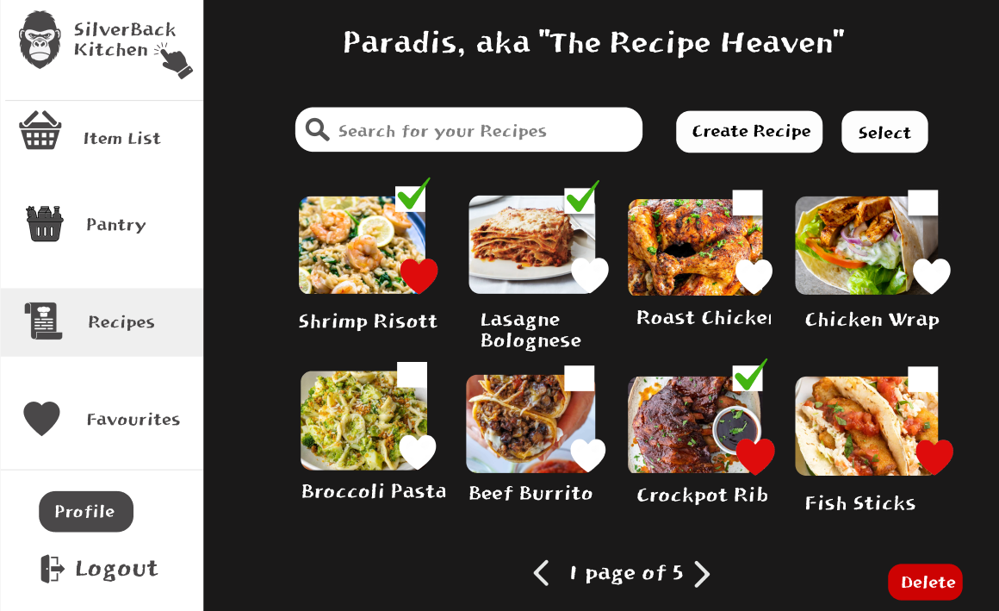 SilverBack
Kitchen
Paradis, aka "The Recipe Heaven"
Search for your Recipes
Create Recipe
Select
Item List
Pantry
Recipes
Favourites
Profile
Logout
Shrimp Risott
Lasagne
Bolognese
Roast Chicken
Chicken Wrap
Broccoli Pasta
Beef Burrito
Crockpot Rib
Fish Sticks
1 page of 5
Delete